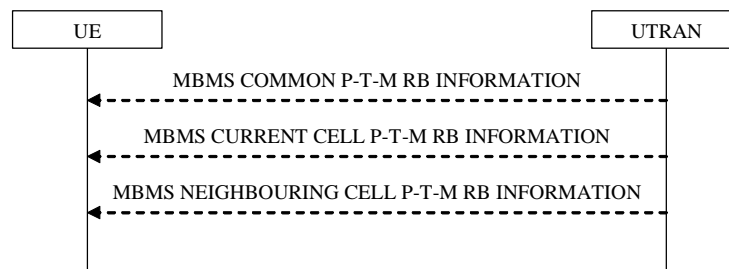 UE
UTRAN
MBMS COMMON P-T-M RB INFORMATION
MBMS CURRENT CELL P-T-M RB INFORMATION
MBMS NEIGHBOURING CELL P-T-M RB INFORMATION